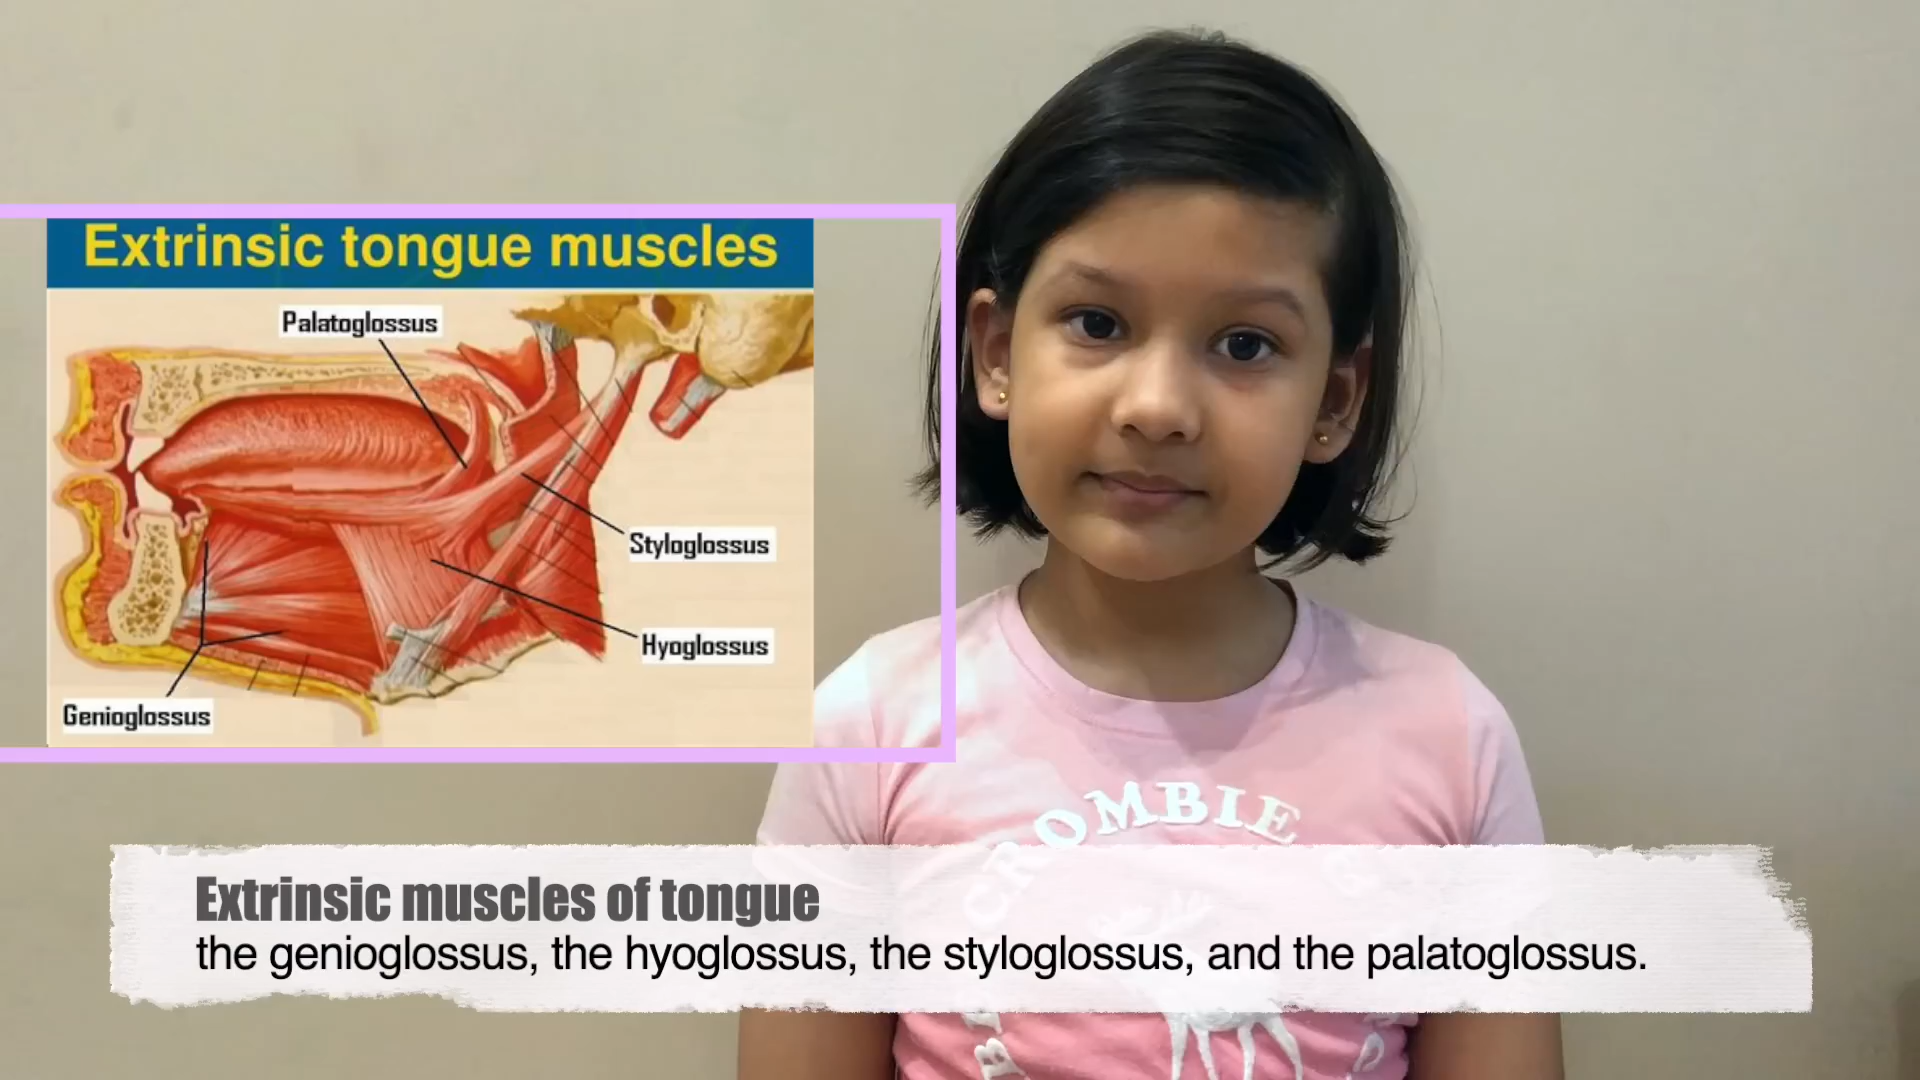 Extrinsic tongue muscles
Palatoglossus
Styloglossus
Hyoglossus
Genioglossus
CROMBIE
Extrinsic muscles of tongue
the genioglossus, the hyoglossus, the styloglossus, and the palatoglossus.